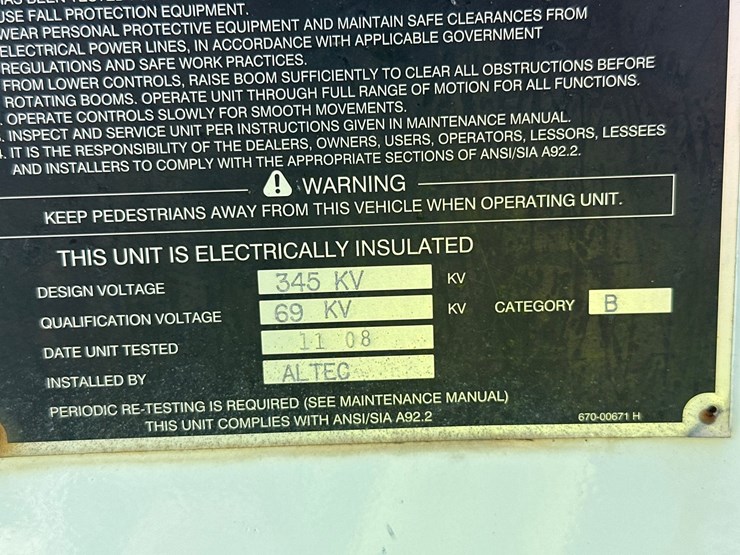 USE FALL PROTECTION EQUIPMENT.
WEAR PERSONAL PROTECTIVE EQUIPMENT AND MAINTAIN SAFE CLEARANCES FROM
ELECTRICAL POWER LINES, IN ACCORDANCE WITH APPLICABLE GOVERNMENT
REGULATIONS AND SAFE WORK PRACTICES.
FROM LOWER CONTROLS, RAISE BOOM SUFFICIENTLY TO CLEAR ALL OBSTRUCTIONS BEFORE
ROTATING BOOMS. OPERATE UNIT THROUGH FULL RANGE OF MOTION FOR ALL FUNCTIONS.
. OPERATE CONTROLS SLOWLY FOR SMOOTH MOVEMENTS.
. INSPECT AND SERVICE UNIT PER INSTRUCTIONS GIVEN IN MAINTENANCE MANUAL.
. IT IS THE RESPONSIBILITY OF THE DEALERS, OWNERS, USERS, OPERATORS, LESSORS, LESSEES
AND INSTALLERS TO COMPLY WITH THE APPROPRIATE SECTIONS OF ANSI/SIA A92.2.
WARNING
KEEP PEDESTRIANS AWAY FROM THIS VEHICLE WHEN OPERATING UNIT.
THIS UNIT IS ELECTRICALLY INSULATED
DESIGN VOLTAGE 345 KV KV
QUALIFICATION VOLTAGE 69 KV KV CATEGORY B
DATE UNIT TESTED 11 08
INSTALLED BY ALTEC
PERIODIC RE-TESTING IS REQUIRED (SEE MAINTENANCE MANUAL)
THIS UNIT COMPLIES WITH ANSI/SIA A92.2 670-00671 H